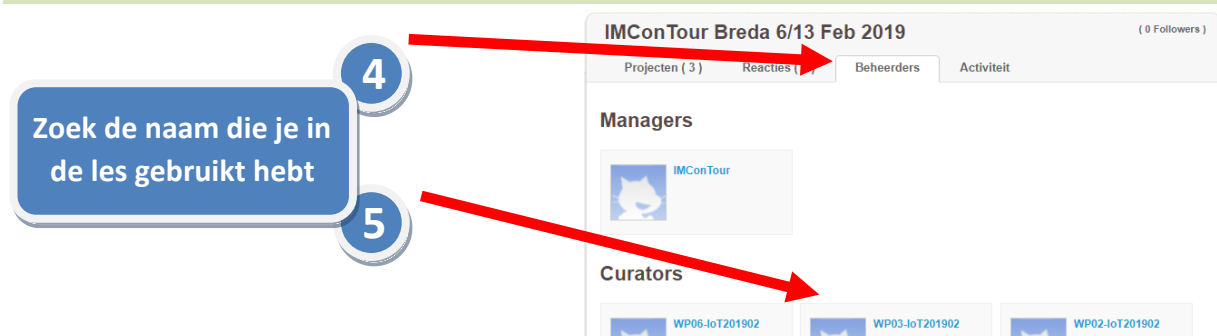 4
Zoek de naam die je in
de les gebruikt hebt
5
IMConTour Breda 6/13 Feb 2019
( 0 Followers )
Projecten ( 3 )
Reacties ( )
Beheerders
Activiteit
Managers
IMConTour
Curators
WP06-IoT201902
WP03-IoT201902
WP02-IoT201902